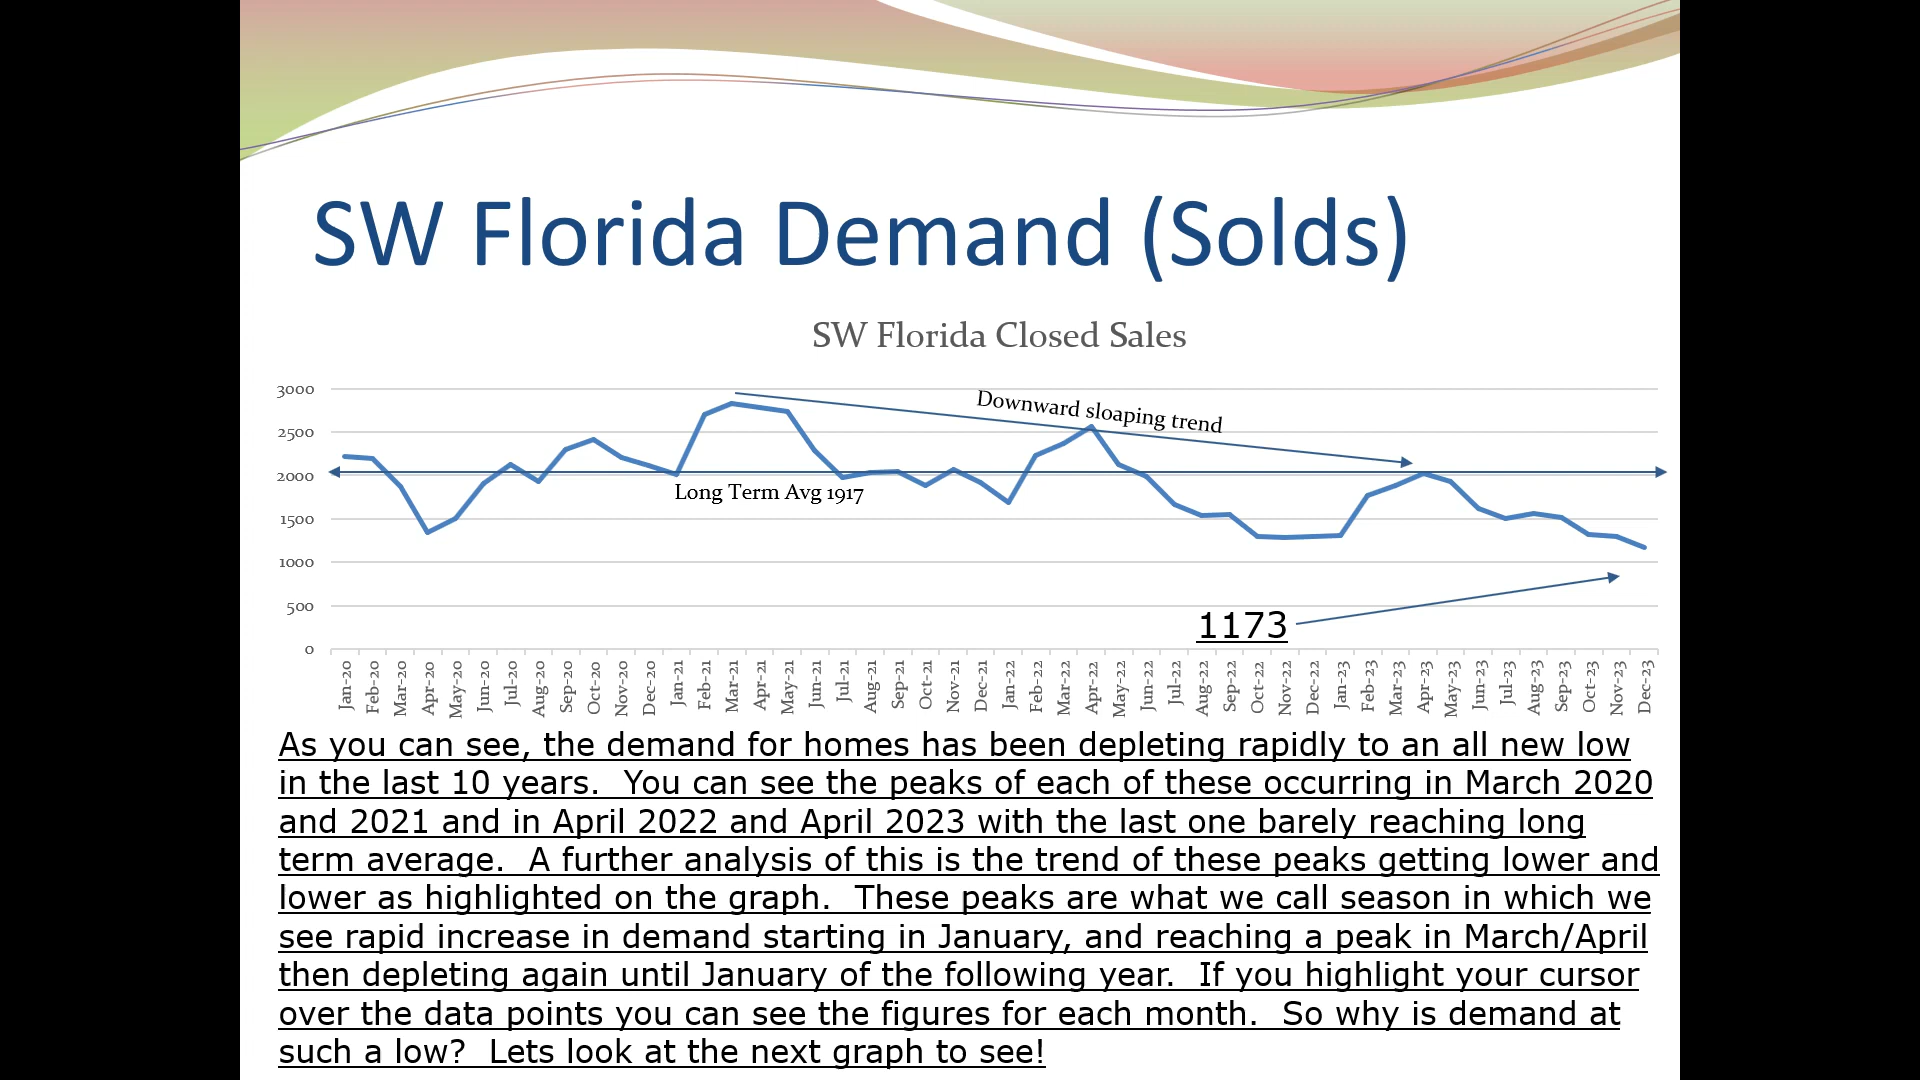 SW Florida Demand (Solds)
SW Florida Closed Sales
3000
2500
2000
1500
1000
500
0
Downward sloaping trend
Long Term Avg 1917
1173
Jan-20
Feb-20
Mar-20
Apr-20
May-20
Jun-20
Jul-20
Aug-20
Sep-20
Oct-20
Nov-20
Dec-20
Jan-21
Feb-21
Mar-21
Apr-21
May-21
Jun-21
Jul-21
Aug-21
Sep-21
Oct-21
Nov-21
Dec-21
Jan-22
Feb-22
Mar-22
Apr-22
May-22
Jun-22
Jul-22
Aug-22
Sep-22
Oct-22
Nov-22
Dec-22
Jan-23
Feb-23
Mar-23
Apr-23
May-23
Jun-23
Jul-23
Aug-23
Sep-23
Oct-23
Nov-23
Dec-23
As you can see, the demand for homes has been depleting rapidly to an all new low
in the last 10 years.  You can see the peaks of each of these occurring in March 2020
and 2021 and in April 2022 and April 2023 with the last one barely reaching long
term average.  A further analysis of this is the trend of these peaks getting lower and
lower as highlighted on the graph.  These peaks are what we call season in which we
see rapid increase in demand starting in January, and reaching a peak in March/April
then depleting again until January of the following year.  If you highlight your cursor
over the data points you can see the figures for each month.  So why is demand at
such a low?  Lets look at the next graph to see!